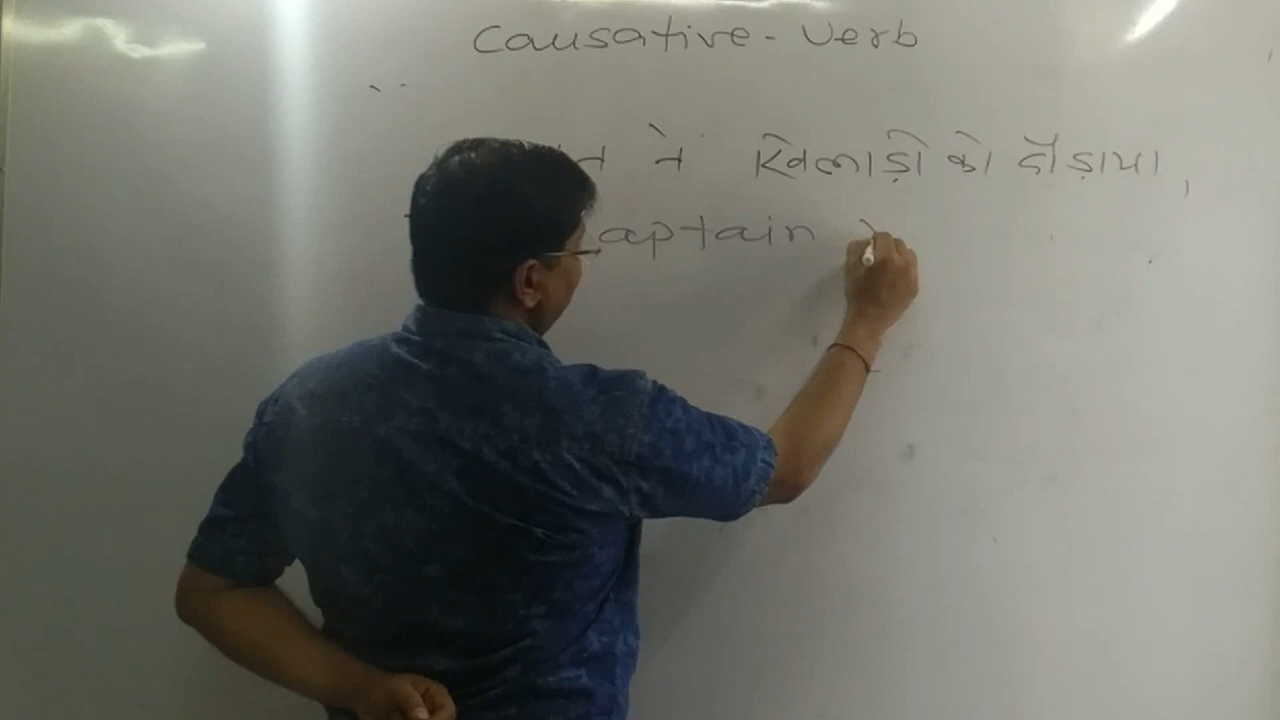 Causative - Verb
ने खिलाड़ी को दौड़ाया।
aptain